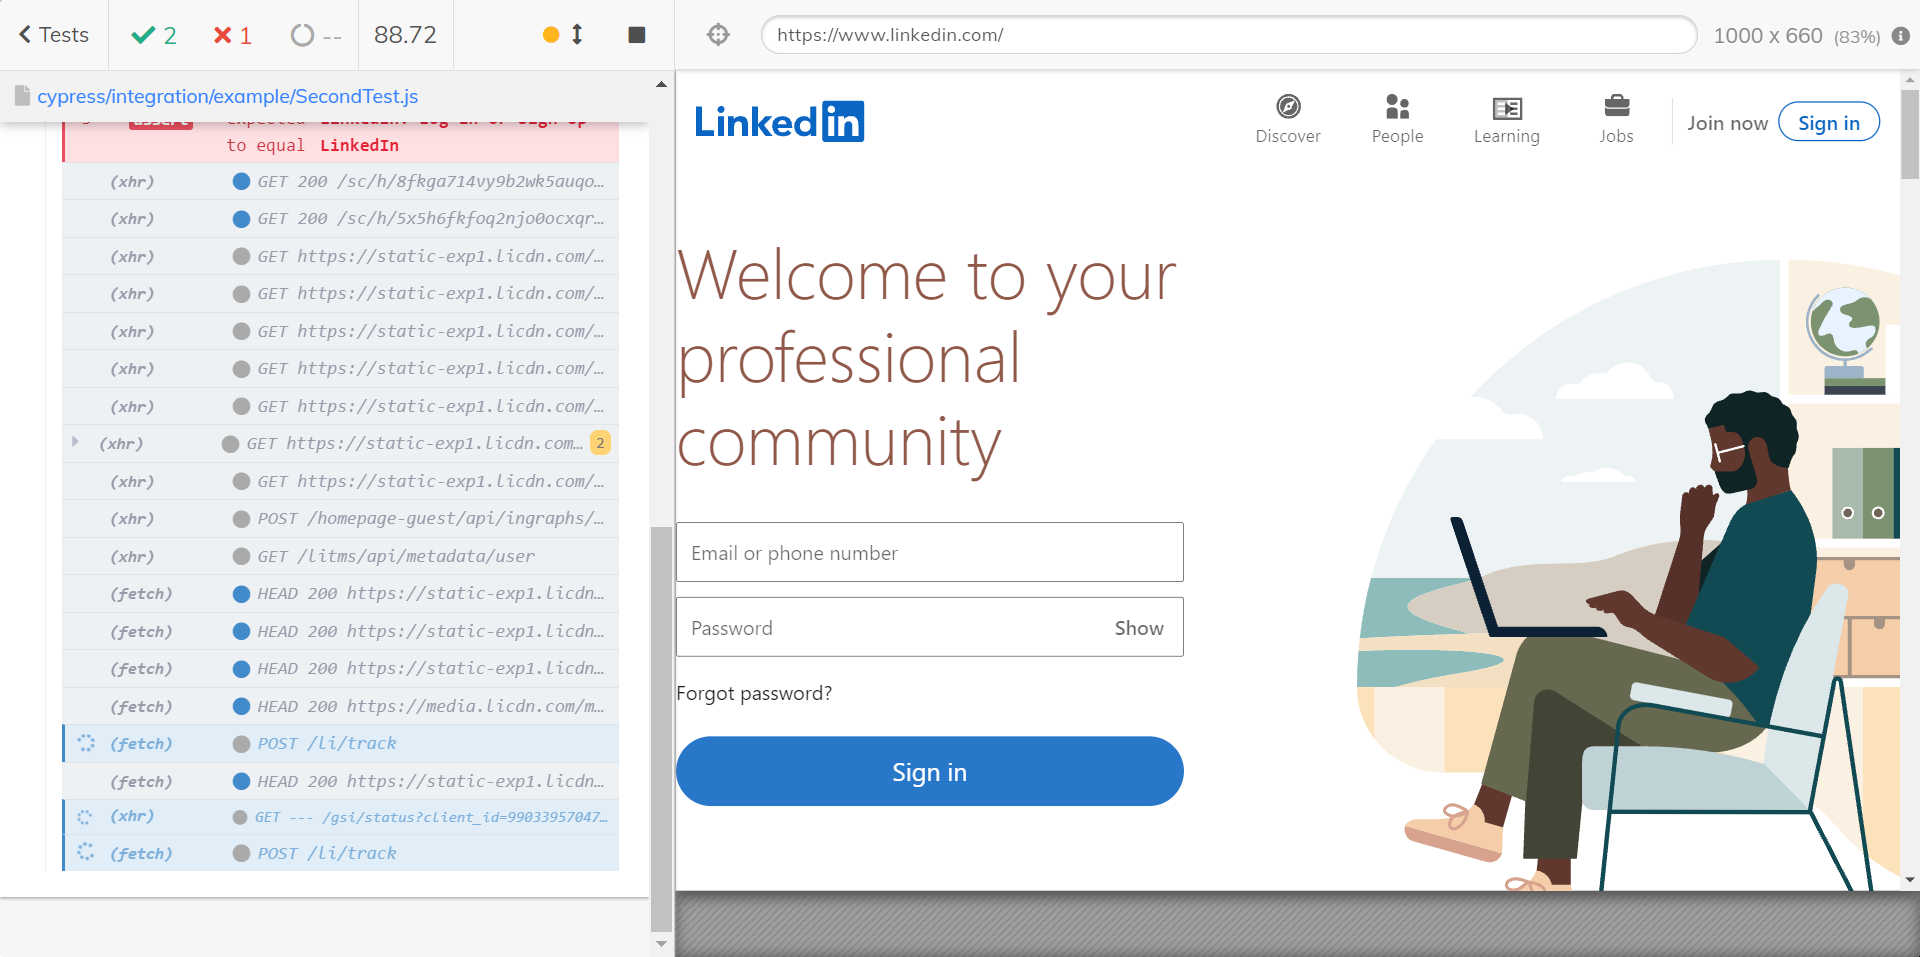 Tests
2
1
--
88.72
https://www.linkedin.com/
1000 x 660 (83%)
cypress/integration/example/SecondTest.js
to equal LinkedIn
(xhr) GET 200 /sc/h/8fkga714vy9b2wk5auqo…
(xhr) GET 200 /sc/h/5x5h6fkfoq2njo0ocxqr…
(xhr) GET https://static-exp1.licdn.com/…
(xhr) GET https://static-exp1.licdn.com/…
(xhr) GET https://static-exp1.licdn.com/…
(xhr) GET https://static-exp1.licdn.com/…
(xhr) GET https://static-exp1.licdn.com/…
(xhr) GET https://static-exp1.licdn.com… 2
(xhr) GET https://static-exp1.licdn.com/…
(xhr) POST /homepage-guest/api/ingraphs/…
(xhr) GET /litms/api/metadata/user
(fetch) HEAD 200 https://static-exp1.licdn…
(fetch) HEAD 200 https://static-exp1.licdn…
(fetch) HEAD 200 https://static-exp1.licdn…
(fetch) HEAD 200 https://media.licdn.com/m…
(fetch) POST /li/track
(fetch) HEAD 200 https://static-exp1.licdn…
(xhr) GET --- /gsi/status?client_id=99033957047…
(fetch) POST /li/track
Linked in
Discover
People
Learning
Jobs
Join now
Sign in
Welcome to your
professional
community
Email or phone number
Password
Show
Forgot password?
Sign in